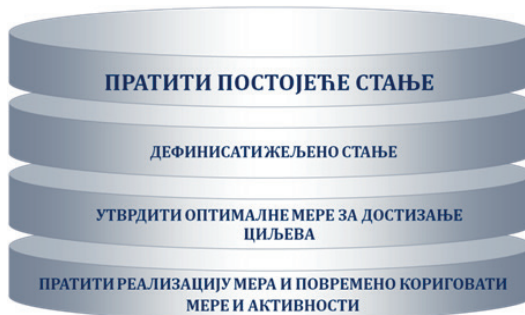 ПРАТИТИ ПОСТОЈЕЋЕ СТАЊЕ
ДЕФИНИСАТИ ЖЕЉЕНО СТАЊЕ
УТВРДИТИ ОПТИМАЛНЕ МЕРЕ ЗА ДОСТИЗАЊЕ
ЦИЉЕВА
ПРАТИТИ РЕАЛИЗАЦИЈУ МЕРА И ПОВРЕМЕНО КОРИГОВАТИ
МЕРЕ И АКТИВНОСТИ